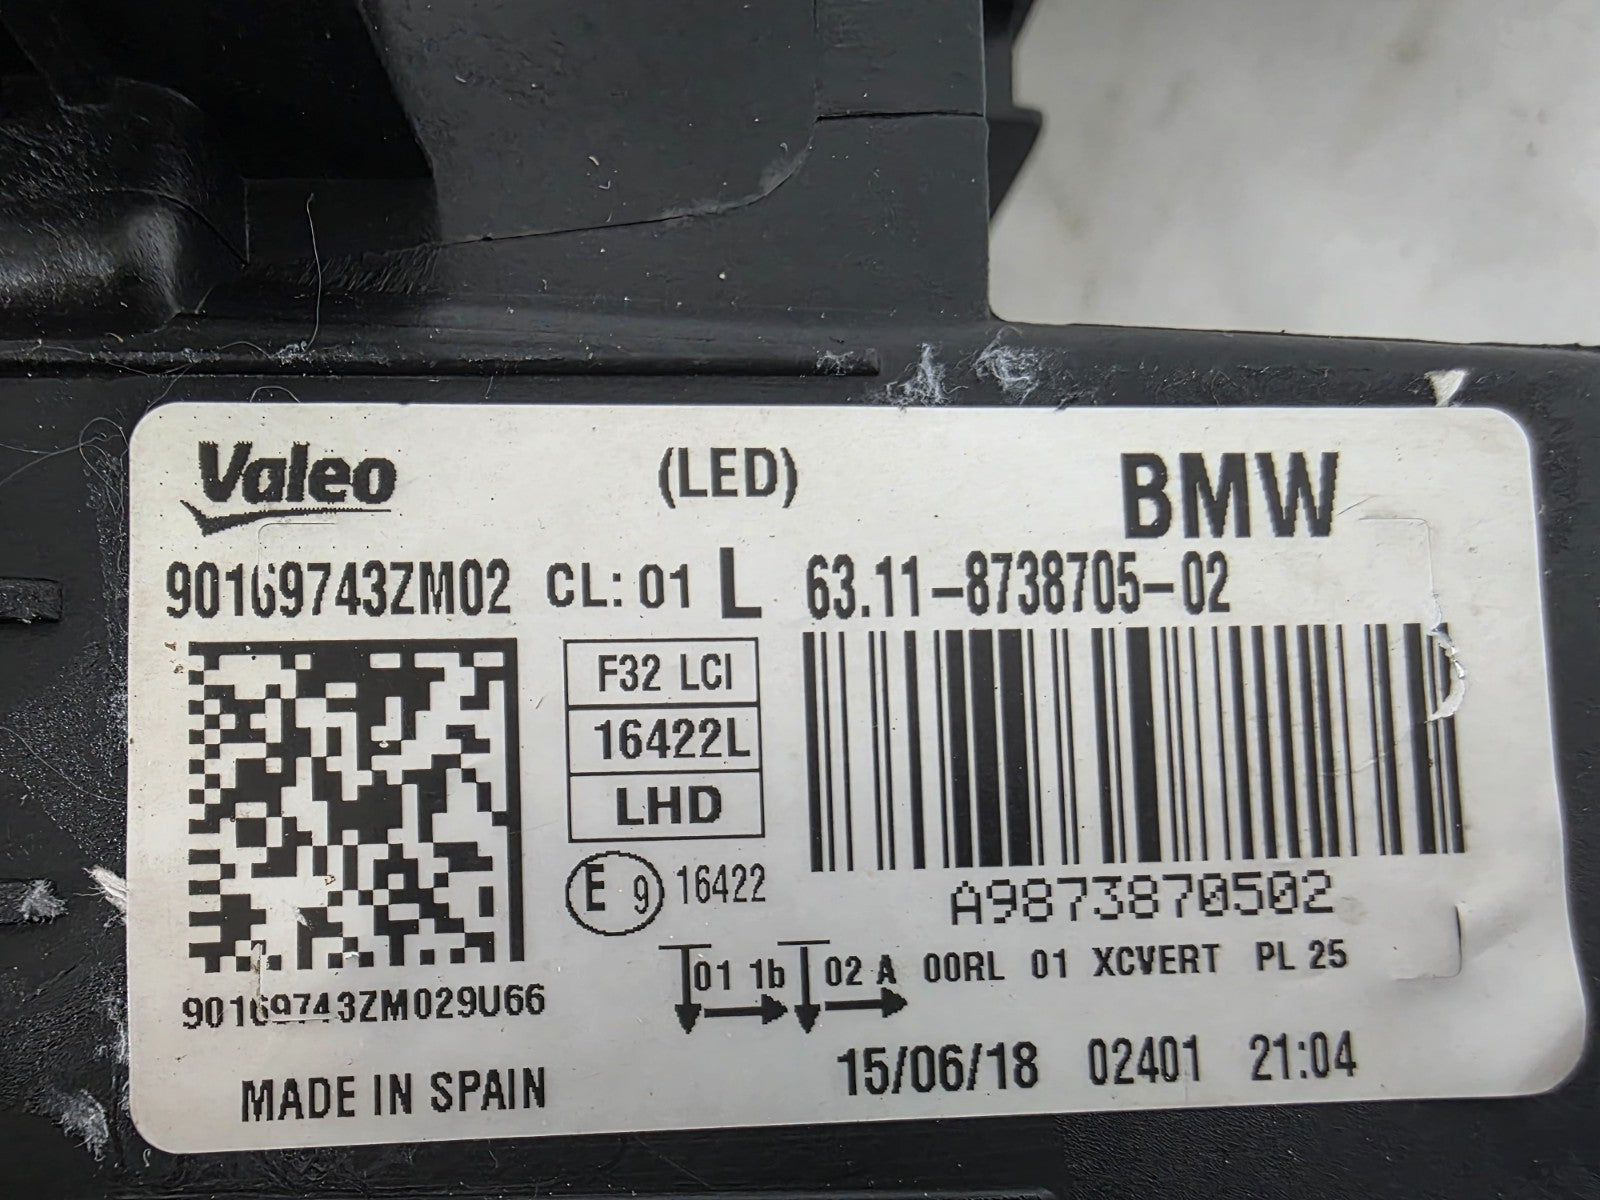 Valeo (LED) BMW
90169743ZM02 CL: 01 L 63.11-8738705-02
F32 LCI
16422L
LHD
E 9 16422
A9873870502
01 1b 02 A 00RL 01 XCVERT PL 25
90169743ZM029U66
15/06/18 02401 21:04
MADE IN SPAIN